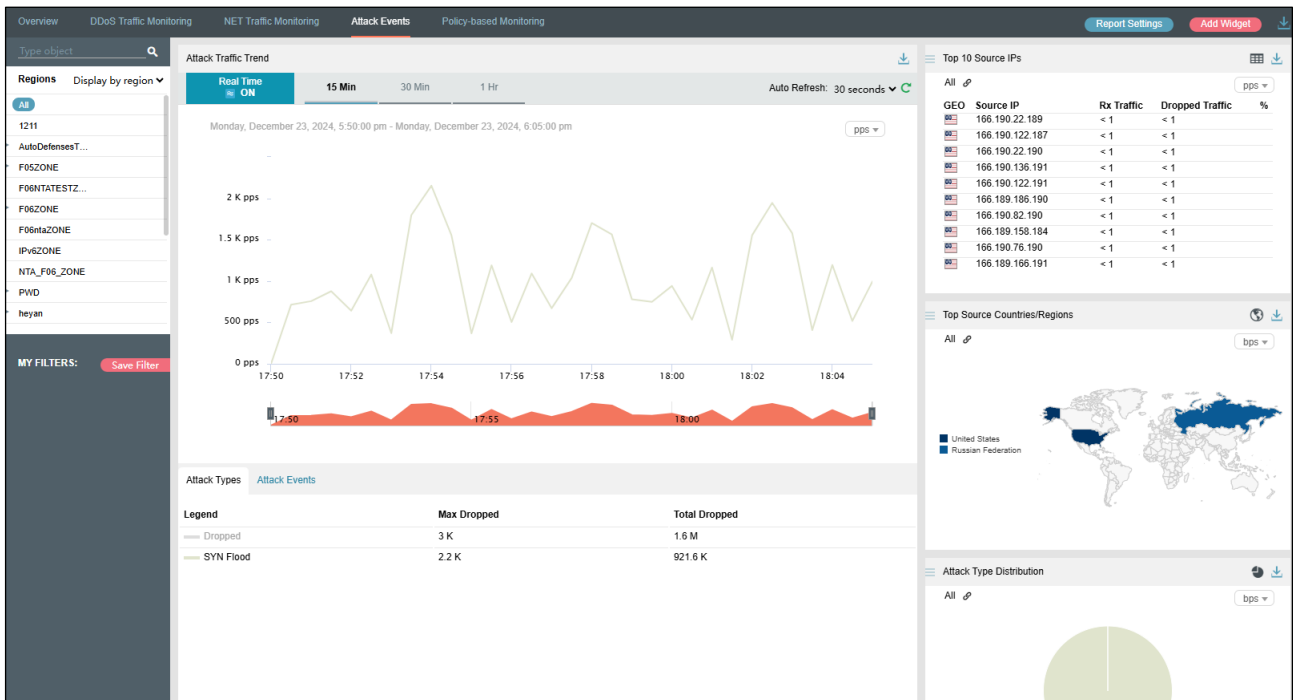 Overview DDoS Traffic Monitoring NET Traffic Monitoring Attack Events Policy-based Monitoring Report Settings Add Widget
Type object
Regions Display by region
All
1211
AutoDefensesT...
F05ZONE
F06NTATESTZ...
F06ZONE
F06ntaZONE
IPv6ZONE
NTA_F06_ZONE
PWD
heyan
MY FILTERS: Save Filter
Attack Traffic Trend
Real Time
ON
15 Min 30 Min 1 Hr
Auto Refresh: 30 seconds
Monday, December 23, 2024, 5:50:00 pm - Monday, December 23, 2024, 6:05:00 pm
pps
2 K pps
1.5 K pps
1 K pps
500 pps
0 pps
17:50 17:52 17:54 17:56 17:58 18:00 18:02 18:04
17:50 17:55 18:00
Attack Types Attack Events
Legend Max Dropped Total Dropped
Dropped 3 K 1.6 M
SYN Flood 2.2 K 921.6 K
Top 10 Source IPs
All
pps
GEO Source IP Rx Traffic Dropped Traffic %
166.190.22.189 < 1 < 1
166.190.122.187 < 1 < 1
166.190.22.190 < 1 < 1
166.190.136.191 < 1 < 1
166.190.122.191 < 1 < 1
166.189.186.190 < 1 < 1
166.190.82.190 < 1 < 1
166.189.158.184 < 1 < 1
166.190.76.190 < 1 < 1
166.189.166.191 < 1 < 1
Top Source Countries/Regions
All
bps
United States
Russian Federation
Attack Type Distribution
All
bps